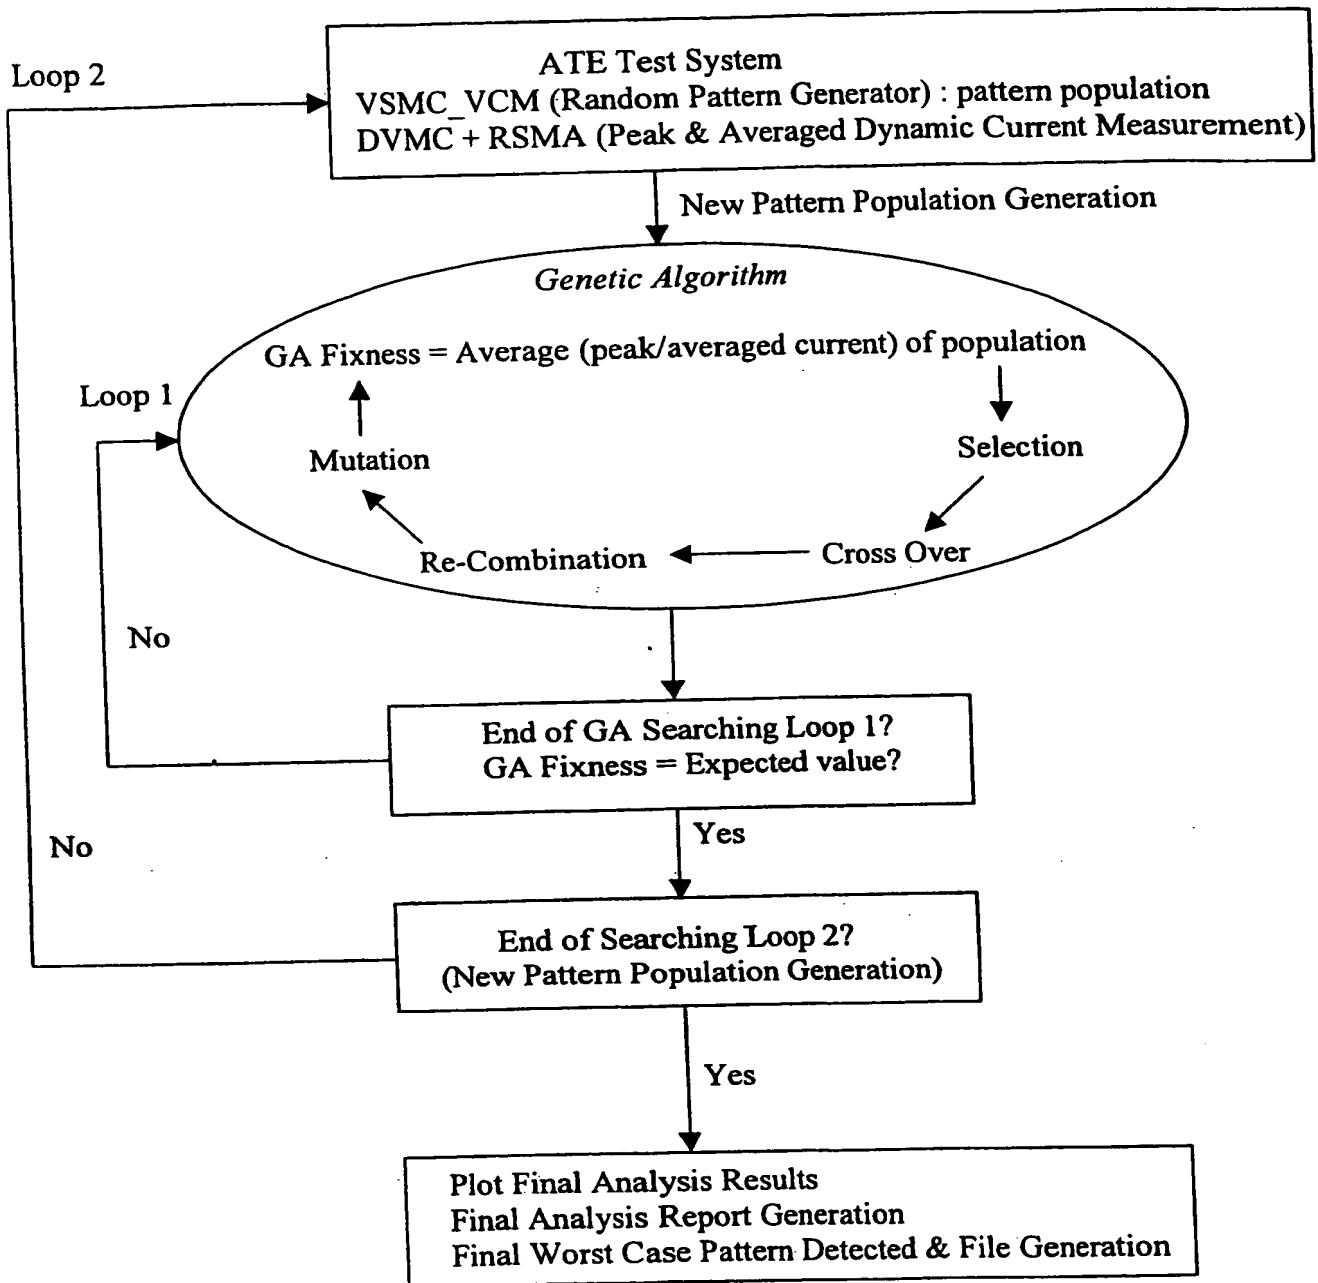 Loop 2
ATE Test System
VSMC_VCM (Random Pattern Generator) : pattern population
DVMC + RSMA (Peak & Averaged Dynamic Current Measurement)
New Pattern Population Generation
Genetic Algorithm
GA Fixness = Average (peak/averaged current) of population
Loop 1
Mutation
Selection
Re-Combination
Cross Over
No
End of GA Searching Loop 1?
GA Fixness = Expected value?
Yes
No
End of Searching Loop 2?
(New Pattern Population Generation)
Yes
Plot Final Analysis Results
Final Analysis Report Generation
Final Worst Case Pattern Detected & File Generation